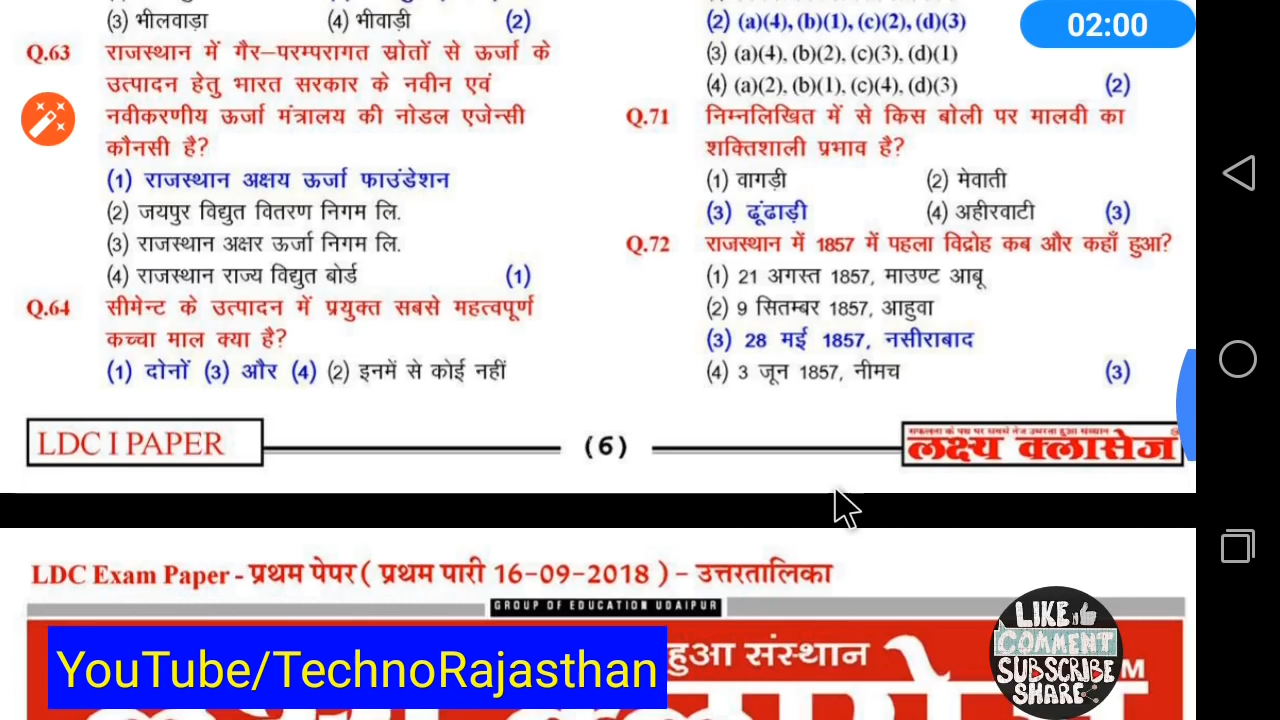 (3) भीलवाड़ा (4) भीवाड़ी (2)
Q.63 राजस्थान में गैर–परम्परागत स्रोतों से ऊर्जा के
उत्पादन हेतु भारत सरकार के नवीन एवं
नवीकरणीय ऊर्जा मंत्रालय की नोडल एजेन्सी
कौनसी है?
(1) राजस्थान अक्षय ऊर्जा फाउंडेशन
(2) जयपुर विद्युत वितरण निगम लि.
(3) राजस्थान अक्षर ऊर्जा निगम लि.
(4) राजस्थान राज्य विद्युत बोर्ड (1)
Q.64 सीमेन्ट के उत्पादन में प्रयुक्त सबसे महत्वपूर्ण
कच्चा माल क्या है?
(1) दोनों (3) और (4) (2) इनमें से कोई नहीं
(2) (a)(4), (b)(1), (c)(2), (d)(3)
(3) (a)(4), (b)(2), (c)(3), (d)(1)
(4) (a)(2), (b)(1), (c)(4), (d)(3) (2)
Q.71 निम्नलिखित में से किस बोली पर मालवी का
शक्तिशाली प्रभाव है?
(1) वागड़ी (2) मेवाती
(3) ढूंढाड़ी (4) अहीरवाटी (3)
Q.72 राजस्थान में 1857 में पहला विद्रोह कब और कहाँ हुआ?
(1) 21 अगस्त 1857, माउण्ट आबू
(2) 9 सितम्बर 1857, आहुवा
(3) 28 मई 1857, नसीराबाद
(4) 3 जून 1857, नीमच (3)
02:00
LDC I PAPER (6) सफलता के पथ पर सबसे तेज उभरता हुआ संस्थान
लक्ष्य क्लासेज
LDC Exam Paper - प्रथम पेपर ( प्रथम पारी 16-09-2018 ) – उत्तरतालिका
GROUP OF EDUCATION UDAIPUR
हुआ संस्थान
YouTube/TechnoRajasthan
LIKE
COMMENT
SUBSCRIBE
SHARE